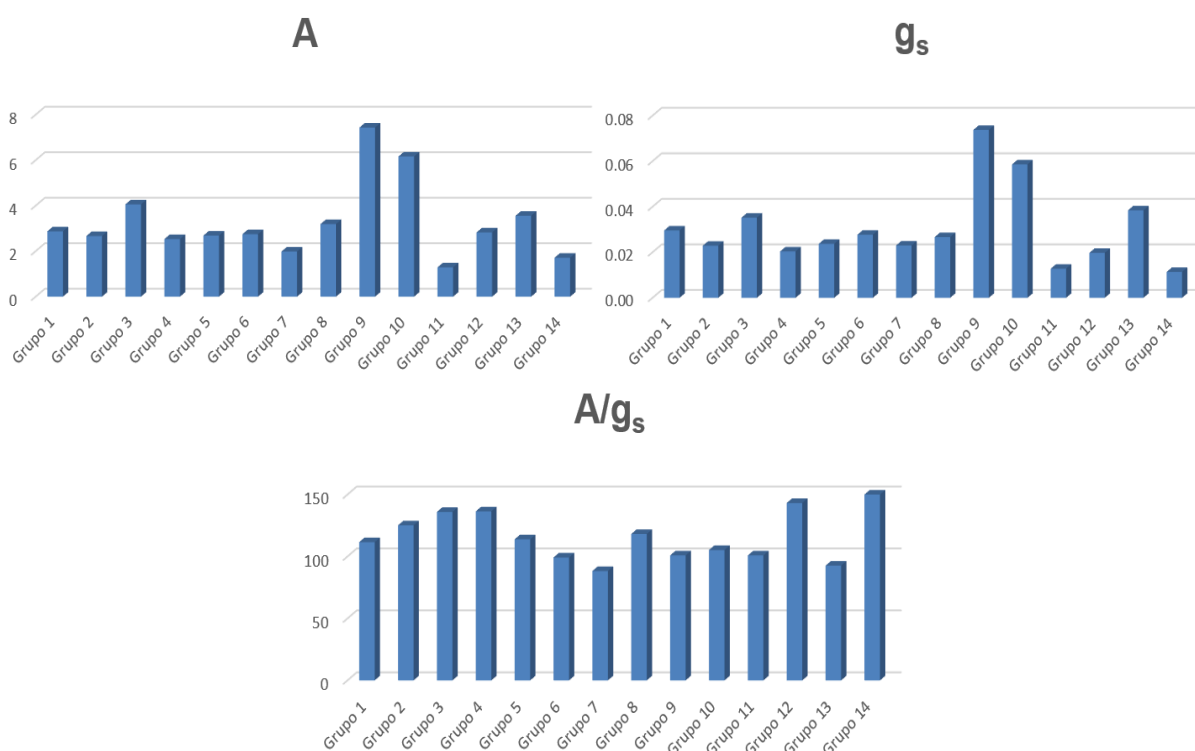 A
8
6
4
2
0
Grupo 1
Grupo 2
Grupo 3
Grupo 4
Grupo 5
Grupo 6
Grupo 7
Grupo 8
Grupo 9
Grupo 10
Grupo 11
Grupo 12
Grupo 13
Grupo 14
gs
0.08
0.06
0.04
0.02
0.00
Grupo 1
Grupo 2
Grupo 3
Grupo 4
Grupo 5
Grupo 6
Grupo 7
Grupo 8
Grupo 9
Grupo 10
Grupo 11
Grupo 12
Grupo 13
Grupo 14
A/gs
150
100
50
0
Grupo 1
Grupo 2
Grupo 3
Grupo 4
Grupo 5
Grupo 6
Grupo 7
Grupo 8
Grupo 9
Grupo 10
Grupo 11
Grupo 12
Grupo 13
Grupo 14